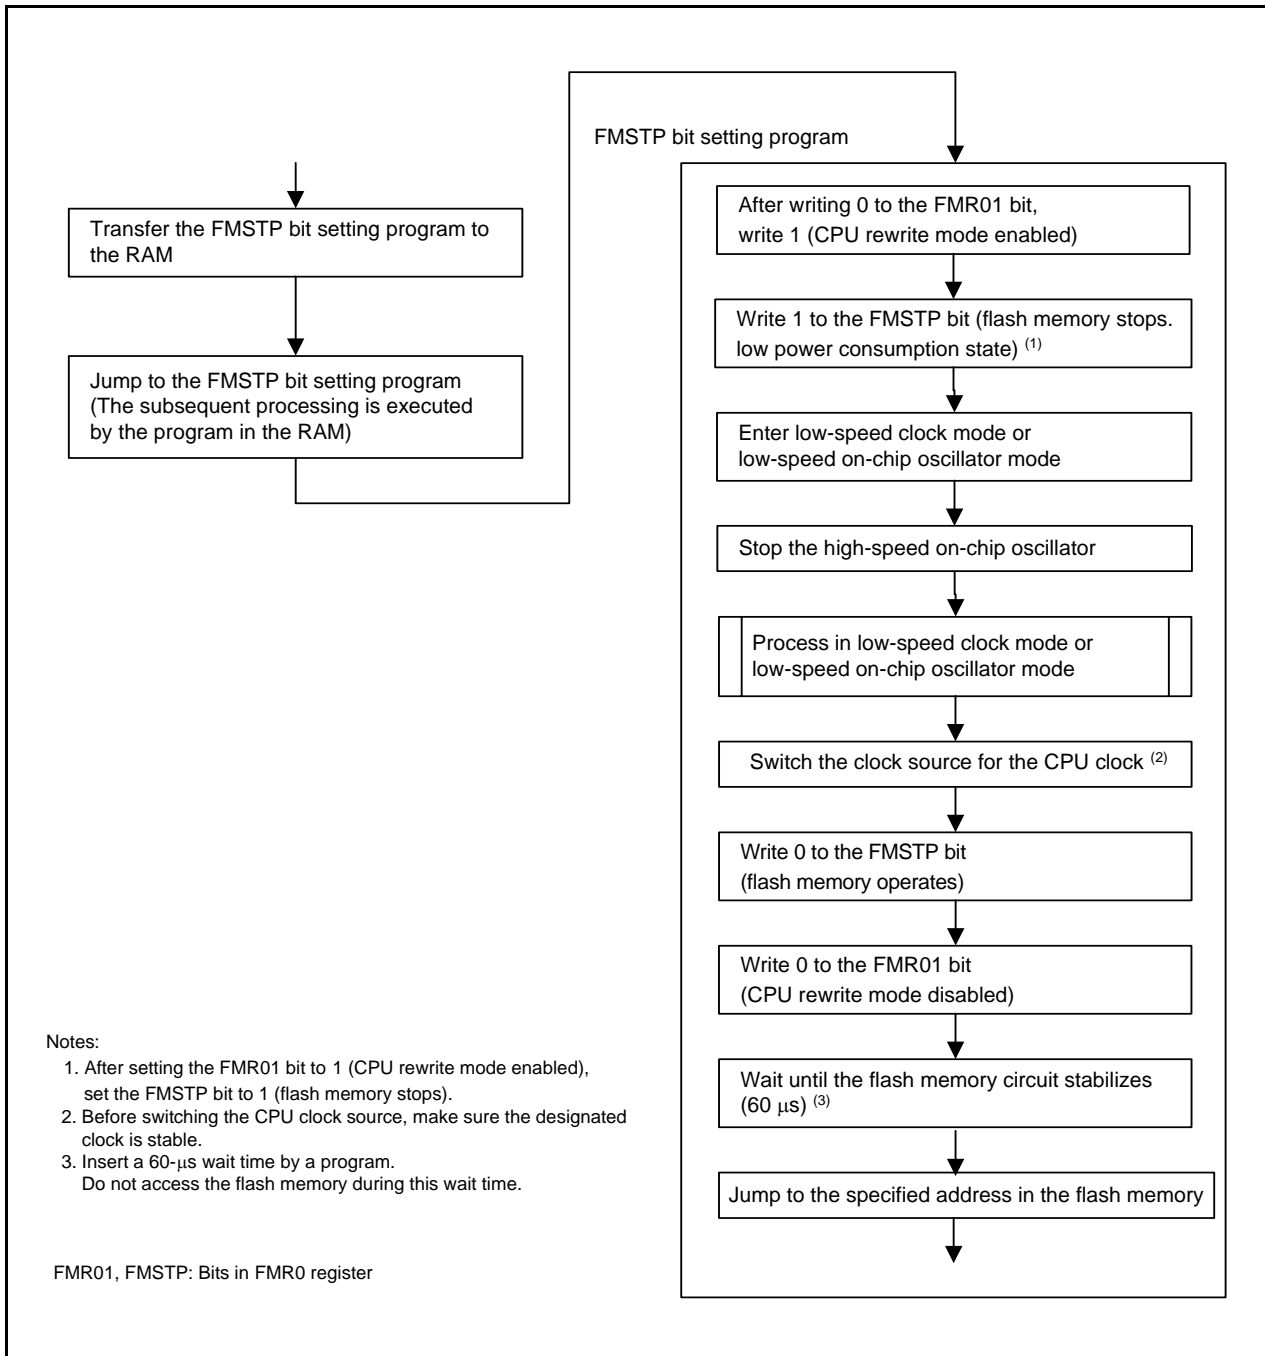 Transfer the FMSTP bit setting program to
the RAM
Jump to the FMSTP bit setting program
(The subsequent processing is executed
by the program in the RAM)
FMSTP bit setting program
After writing 0 to the FMR01 bit,
write 1 (CPU rewrite mode enabled)
Write 1 to the FMSTP bit (flash memory stops.
low power consumption state) (1)
Enter low-speed clock mode or
low-speed on-chip oscillator mode
Stop the high-speed on-chip oscillator
Process in low-speed clock mode or
low-speed on-chip oscillator mode
Switch the clock source for the CPU clock (2)
Write 0 to the FMSTP bit
(flash memory operates)
Write 0 to the FMR01 bit
(CPU rewrite mode disabled)
Wait until the flash memory circuit stabilizes
(60 μs) (3)
Jump to the specified address in the flash memory
Notes:
1. After setting the FMR01 bit to 1 (CPU rewrite mode enabled),
set the FMSTP bit to 1 (flash memory stops).
2. Before switching the CPU clock source, make sure the designated
clock is stable.
3. Insert a 60-μs wait time by a program.
Do not access the flash memory during this wait time.
FMR01, FMSTP: Bits in FMR0 register